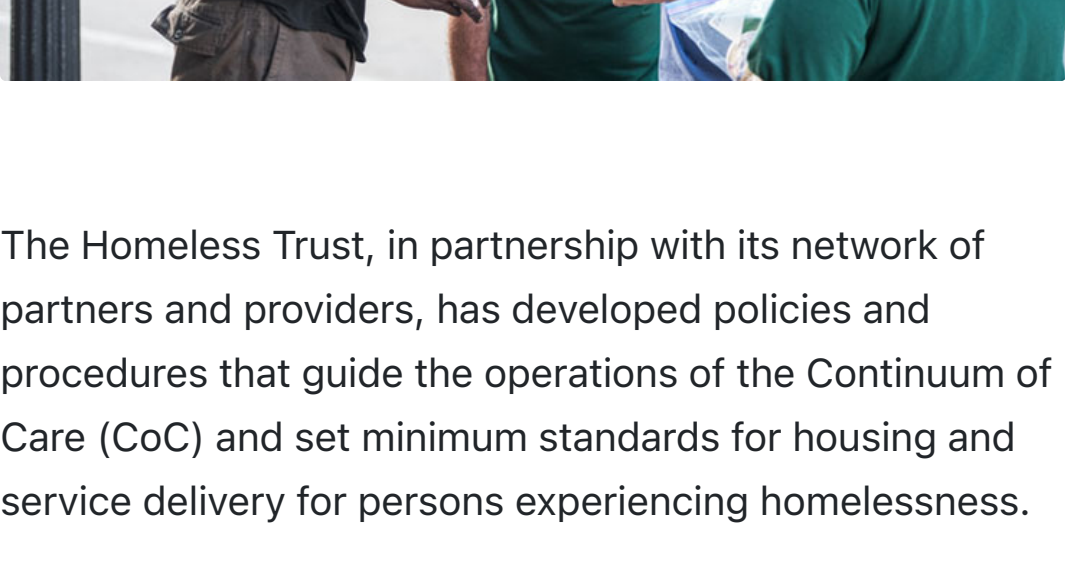 The Homeless Trust, in partnership with its network of
partners and providers, has developed policies and
procedures that guide the operations of the Continuum of
Care (CoC) and set minimum standards for housing and
service delivery for persons experiencing homelessness.